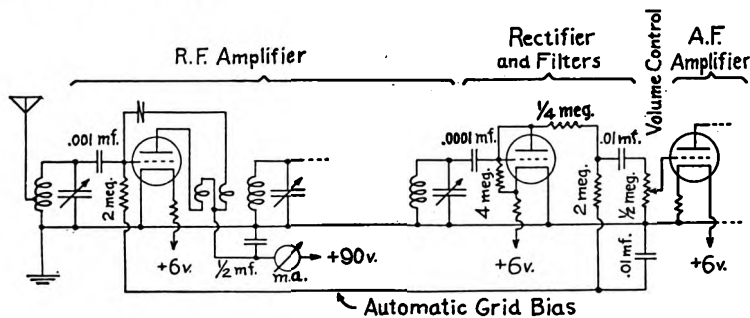 R.F. Amplifier
Rectifier
and Filters
Volume Control
A.F.
Amplifier
.001 mf.
2 meg.
+6v.
½ mf.
m.a.
+90v.
.0001 mf.
4 meg.
+6v.
¼ meg.
2 meg.
.01 mf.
½ meg.
.01 mf.
+6v.
Automatic Grid Bias